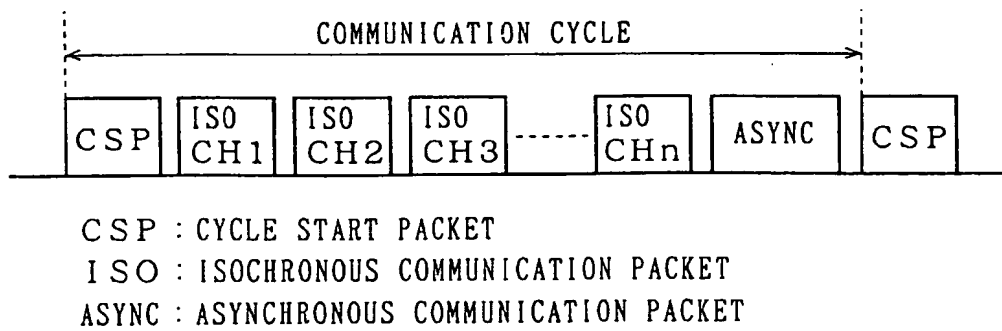 COMMUNICATION CYCLE
CSP ISO CH1 ISO CH2 ISO CH3 ISO CHn ASYNC CSP
CSP : CYCLE START PACKET
ISO : ISOCHRONOUS COMMUNICATION PACKET
ASYNC : ASYNCHRONOUS COMMUNICATION PACKET